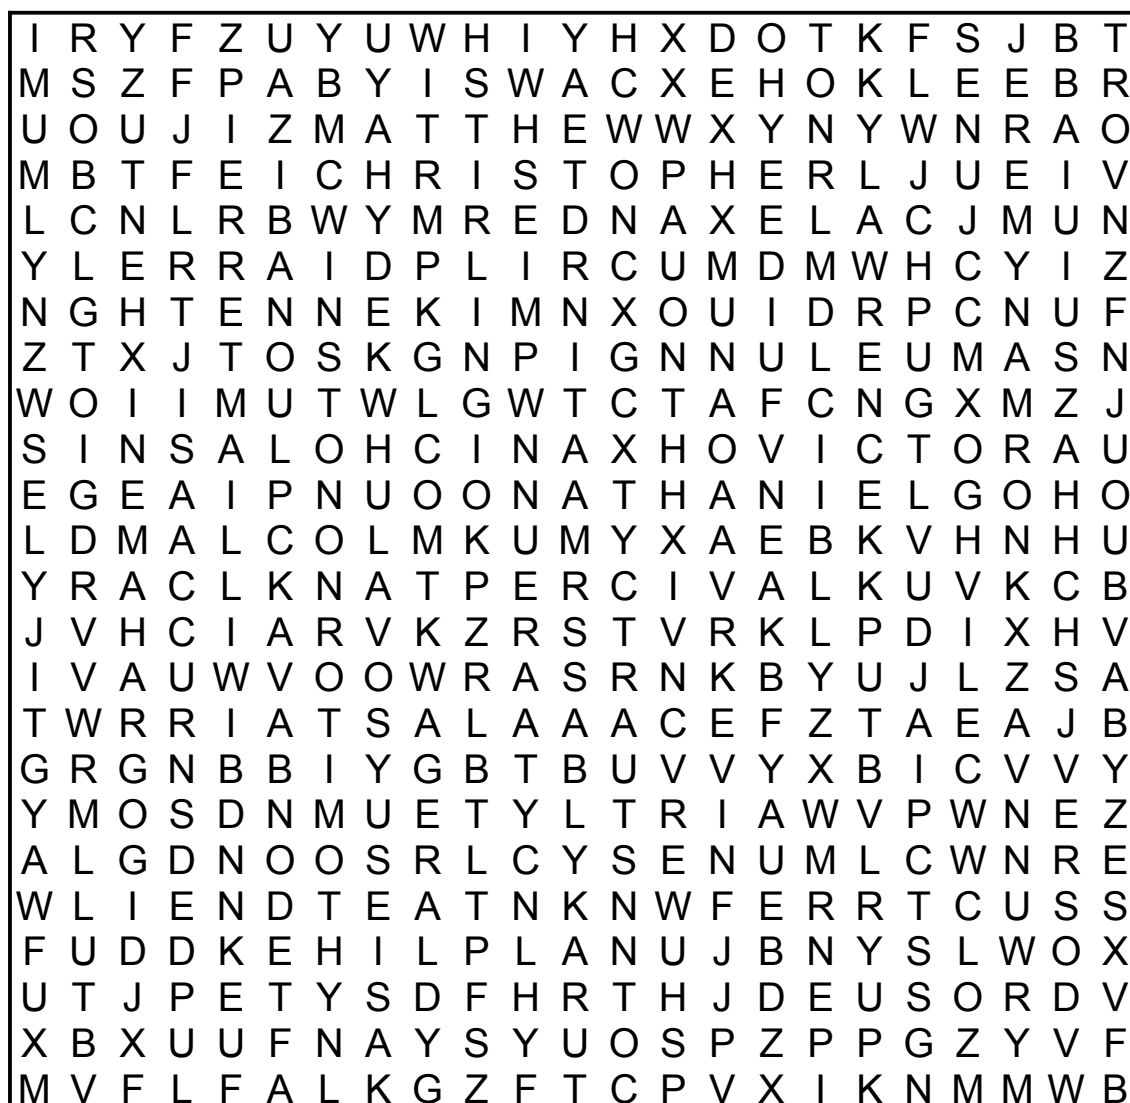 I R Y F Z U Y U W H I Y H X D O T K F S J B T
M S Z F P A B Y I S W A C X E H O K L E E B R
U O U J I Z M A T T H E W W X Y N Y W N R A O
M B T F E I C H R I S T O P H E R L J U E I V
L C N L R B W Y M R E D N A X E L A C J M U N
Y L E R R A I D P L I R C U M D M W H C Y I Z
N G H T E N N E K I M N X O U I D R P C N U F
Z T X J T O S K G N P I G N N U L E U M A S N
W O I I M U T W L G W T C T A F C N G X M Z J
S I N S A L O H C I N A X H O V I C T O R A U
E G E A I P N U O O N A T H A N I E L G O H O
L D M A L C O L M K U M Y X A E B K V H N H U
Y R A C L K N A T P E R C I V A L K U V K C B
J V H C I A R V K Z R S T V R K L P D I X H V
I V A U W V O O W R A S R N K B Y U J L Z S A
T W R R I A T S A L A A A C E F Z T A E A J B
G R G N B B I Y G B T B U V V Y X B I C V V Y
Y M O S D N M U E T Y L T R I A W V P W N E Z
A L G D N O O S R L C Y S E N U M L C W N R E
W L I E N D T E A T N K N W F E R R T C U S S
F U D D K E H I L P L A N U J B N Y S L W O X
U T J P E T Y S D F H R T H J D E U S O R D V
X B X U U F N A Y S Y U O S P Z P P G Z Y V F
M V F L F A L K G Z F T C P V X I K N M M W B